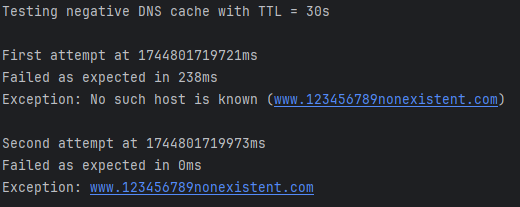 Testing negative DNS cache with TTL = 30s
First attempt at 1744801719721ms
Failed as expected in 238ms
Exception: No such host is known (www.123456789nonexistent.com)
Second attempt at 1744801719973ms
Failed as expected in 0ms
Exception: www.123456789nonexistent.com